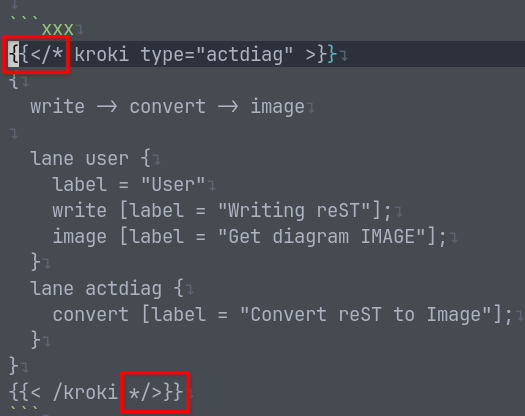 ```xxx
{{</* kroki type="actdiag" >}}
{
  write -> convert -> image

  lane user {
    label = "User"
    write [label = "Writing reST"];
    image [label = "Get diagram IMAGE"];
  }
  lane actdiag {
    convert [label = "Convert reST to Image"];
  }
}
{{< /kroki */>}}
```